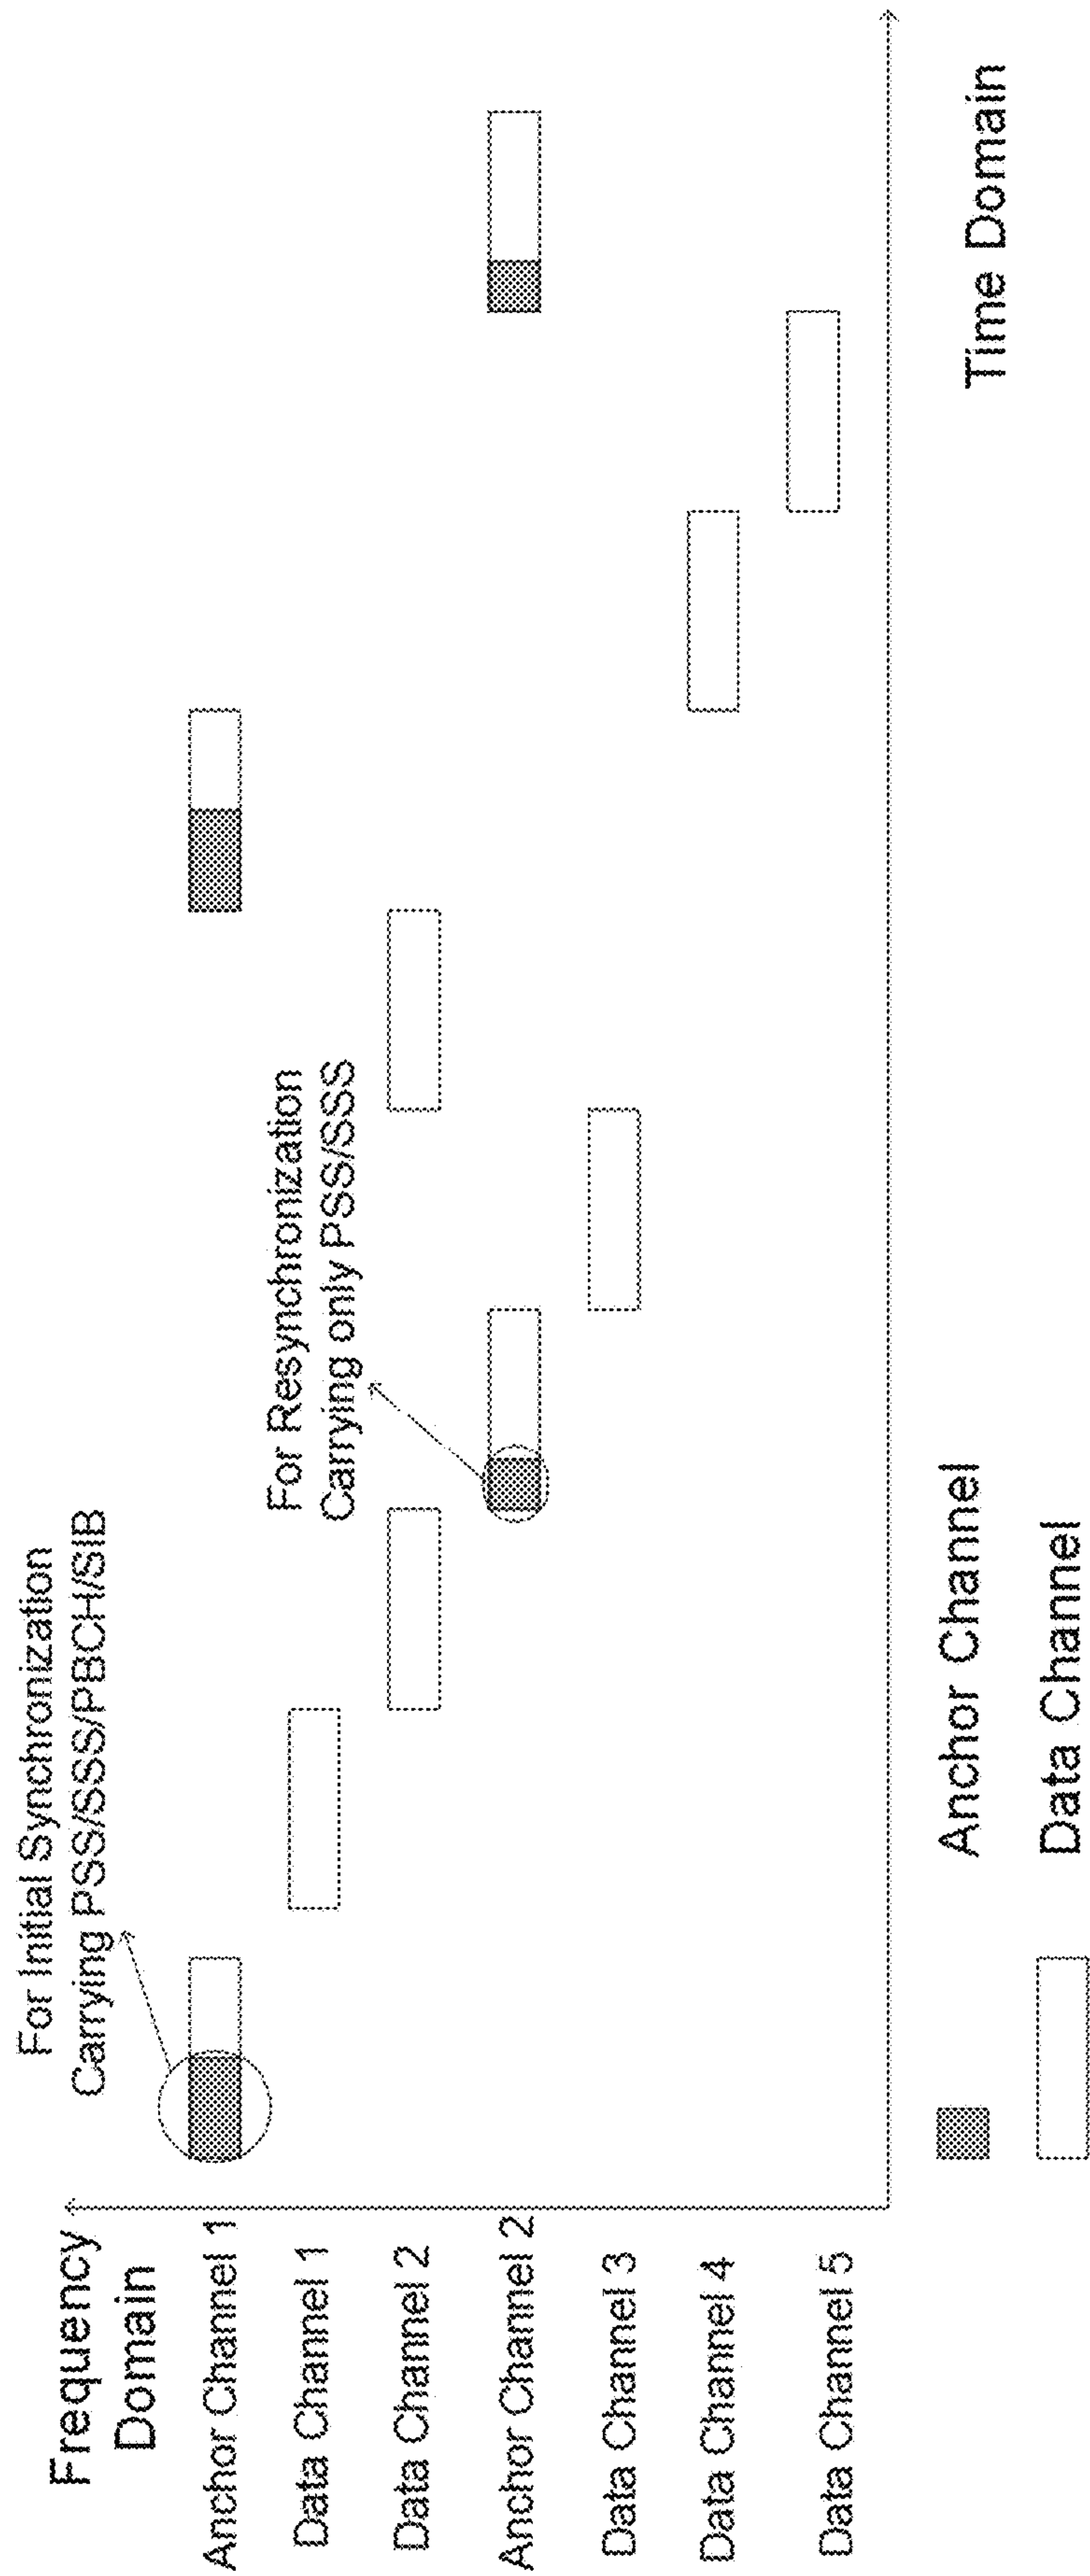 For Initial Synchronization
Carrying PSS/SSS/PBCH/SIB
For Resynchronization
Carrying only PSS/SSS
Frequency
Domain
Anchor Channel 1
Data Channel 1
Data Channel 2
Anchor Channel 2
Data Channel 3
Data Channel 4
Data Channel 5
Time Domain
Anchor Channel
Data Channel